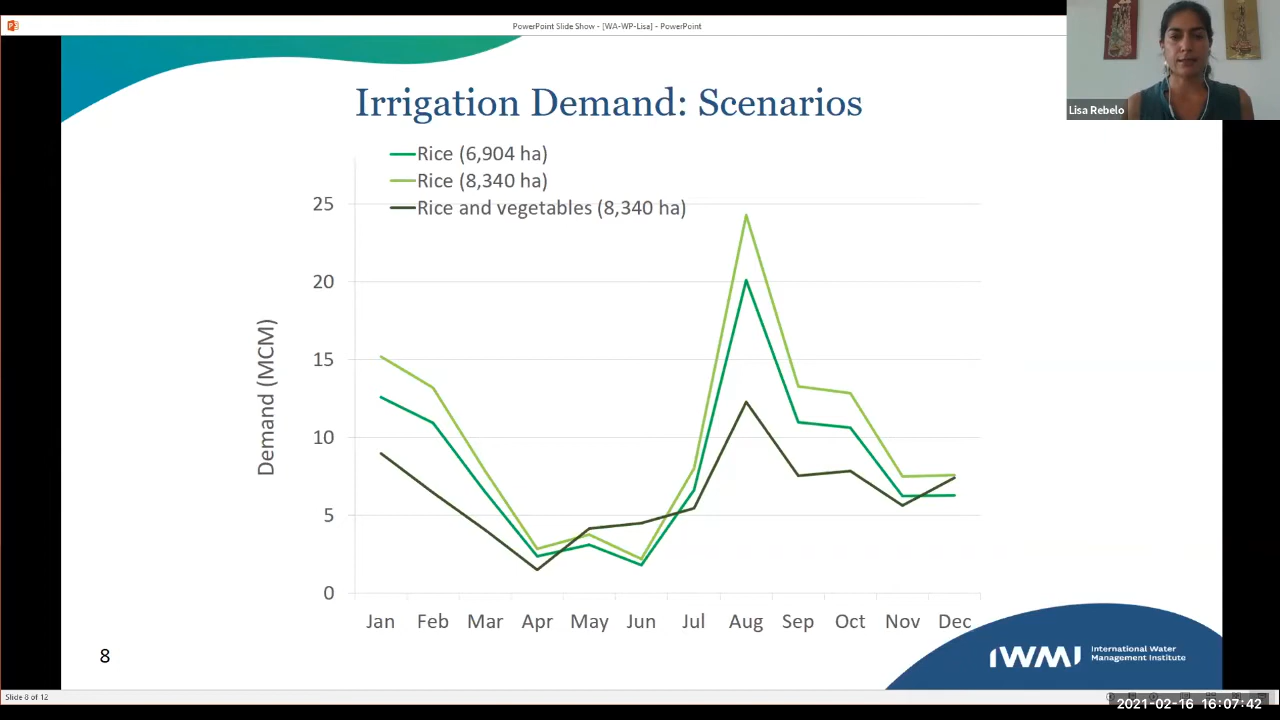 PowerPoint Slide Show - [WA-WP-Lisa] - PowerPoint
Lisa Rebelo
Irrigation Demand: Scenarios
Rice (6,904 ha)
Rice (8,340 ha)
Rice and vegetables (8,340 ha)
25
20
15
10
5
0
Demand (MCM)
Jan Feb Mar Apr May Jun Jul Aug Sep Oct Nov Dec
8
IWMI
International Water
Management Institute
Slide 8 of 12
2021-02-16 16:07:42